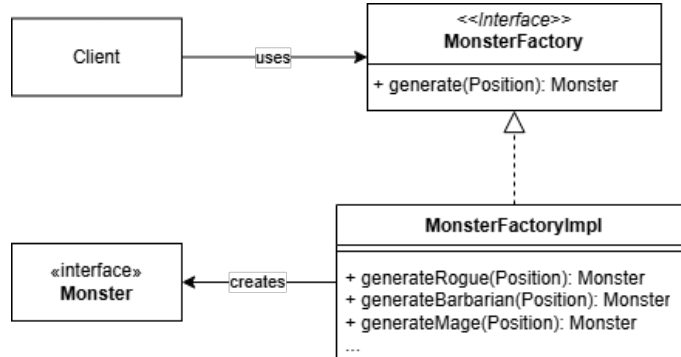 Client
uses
<<Interface>>
MonsterFactory
+ generate(Position): Monster
«interface»
Monster
creates
MonsterFactoryImpl
+ generateRogue(Position): Monster
+ generateBarbarian(Position): Monster
+ generateMage(Position): Monster
...